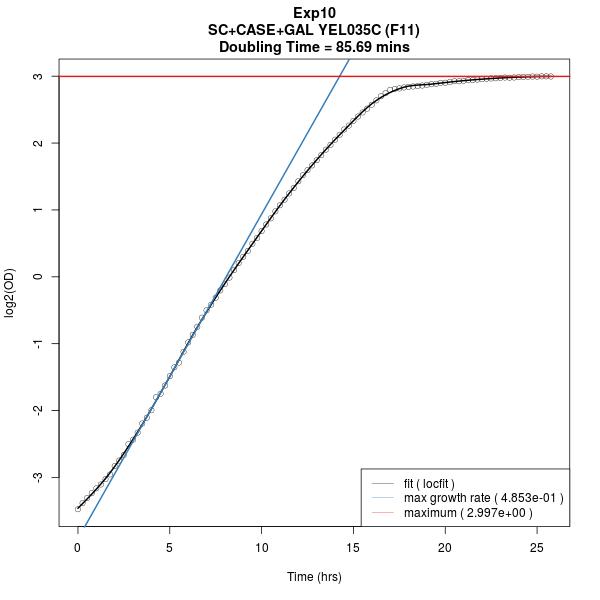 Exp10
SC+CASE+GAL YEL035C (F11)
Doubling Time = 85.69 mins
log2(OD)
3
2
1
0
-1
-2
-3
fit ( locfit )
max growth rate ( 4.853e-01 )
maximum ( 2.997e+00 )
0 5 10 15 20 25
Time (hrs)